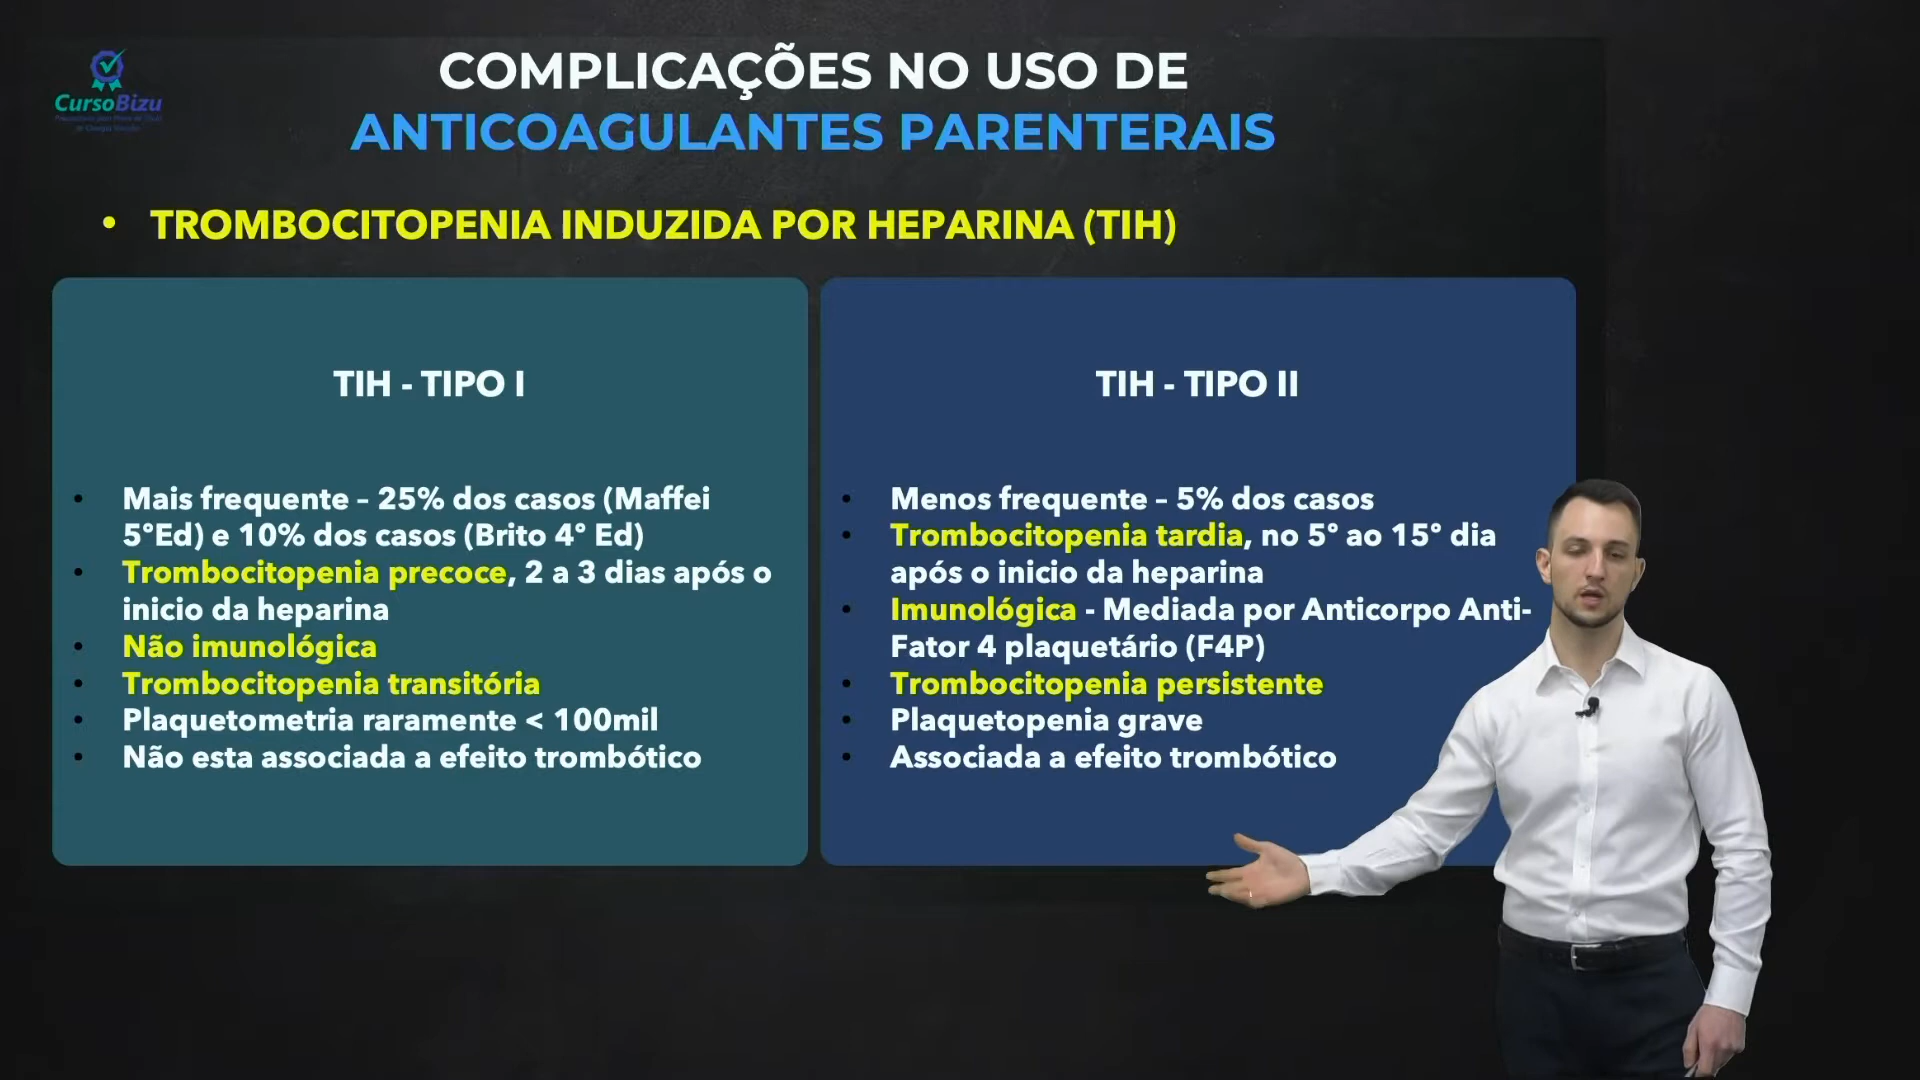 CursoBizu
COMPLICAÇÕES NO USO DE
ANTICOAGULANTES PARENTERAIS
• TROMBOCITOPENIA INDUZIDA POR HEPARINA (TIH)
TIH - TIPO I
• Mais frequente – 25% dos casos (Maffei
5°Ed) e 10% dos casos (Brito 4° Ed)
• Trombocitopenia precoce, 2 a 3 dias após o
inicio da heparina
• Não imunológica
• Trombocitopenia transitória
• Plaquetometria raramente < 100mil
• Não esta associada a efeito trombótico
TIH - TIPO II
• Menos frequente – 5% dos casos
• Trombocitopenia tardia, no 5° ao 15° dia
após o inicio da heparina
• Imunológica - Mediada por Anticorpo Anti-
Fator 4 plaquetário (F4P)
• Trombocitopenia persistente
• Plaquetopenia grave
• Associada a efeito trombótico